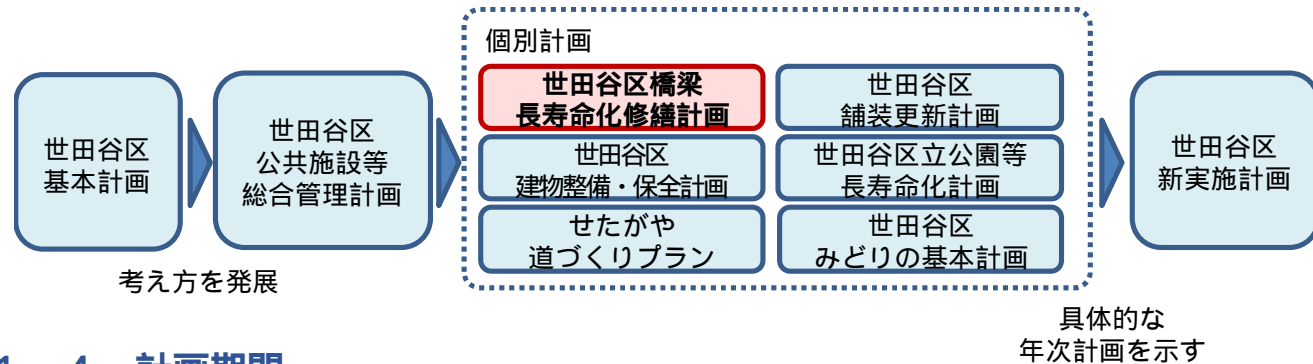 世田谷区
基本計画
世田谷区
公共施設等
総合管理計画
考え方を発展
個別計画
世田谷区橋梁
長寿命化修繕計画
世田谷区
舗装更新計画
世田谷区
建物整備・保全計画
世田谷区立公園等
長寿命化計画
せたがや
道づくりプラン
世田谷区
みどりの基本計画
世田谷区
新実施計画
具体的な
年次計画を示す
1－4 計画期間